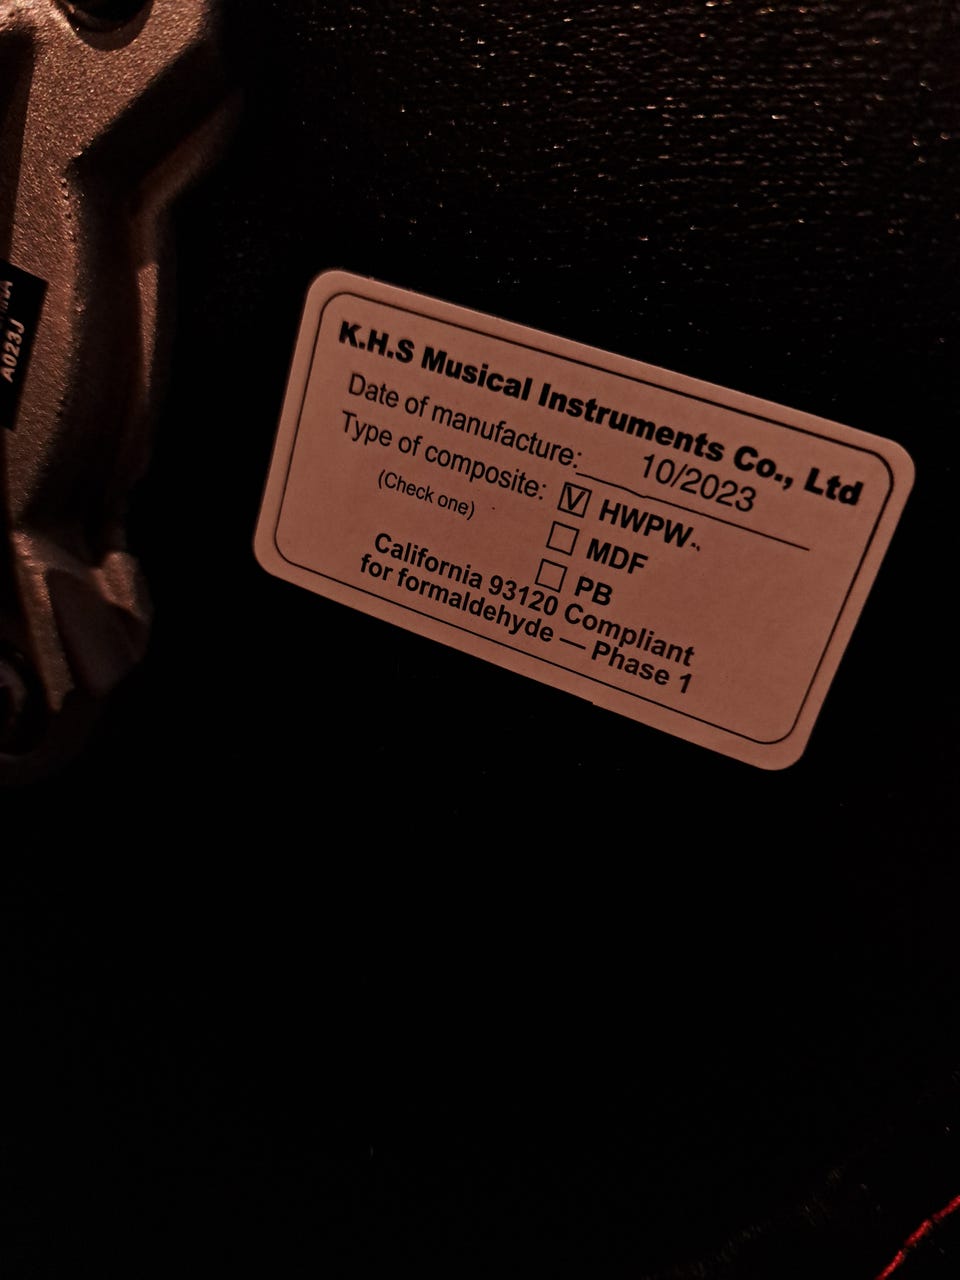 K.H.S Musical Instruments Co., Ltd
Date of manufacture: 10/2023
Type of composite: ☑ HWPW
(Check one) ☐ MDF
☐ PB
California 93120 Compliant
for formaldehyde — Phase 1
A023J